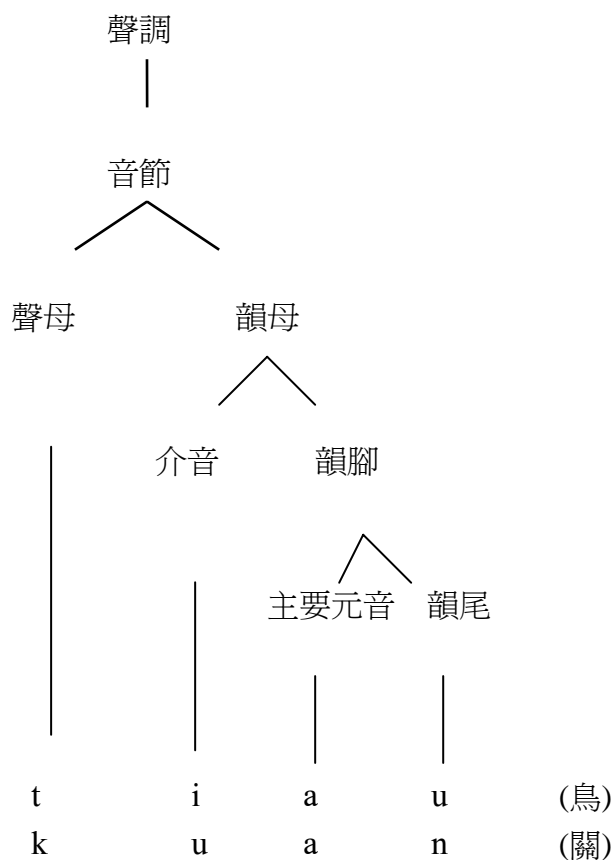 聲調
音節
聲母 韻母
介音 韻腳
主要元音 韻尾
t i a u (鳥)
k u a n (關)